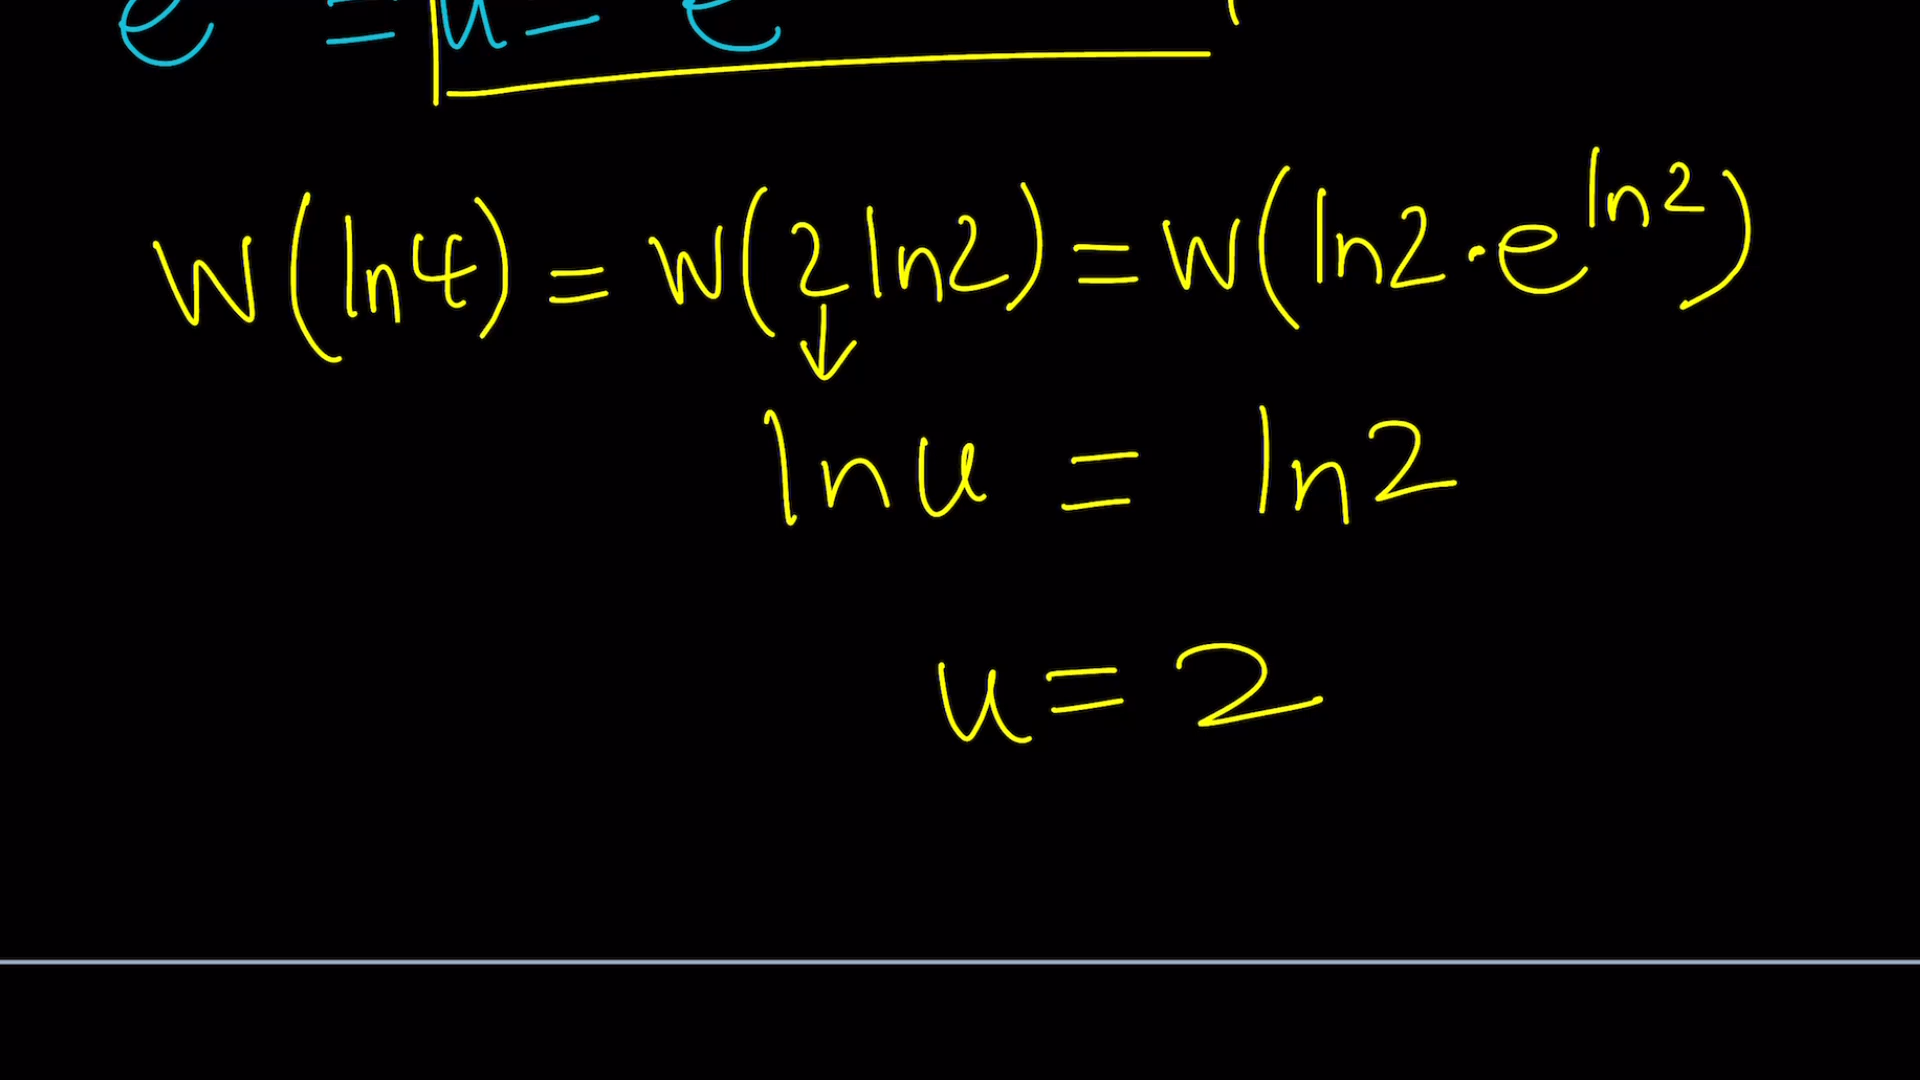 e = u = e
W(ln4) = W(2ln2) = W(ln2·e^ln2)
↓
lnu = ln2
u = 2